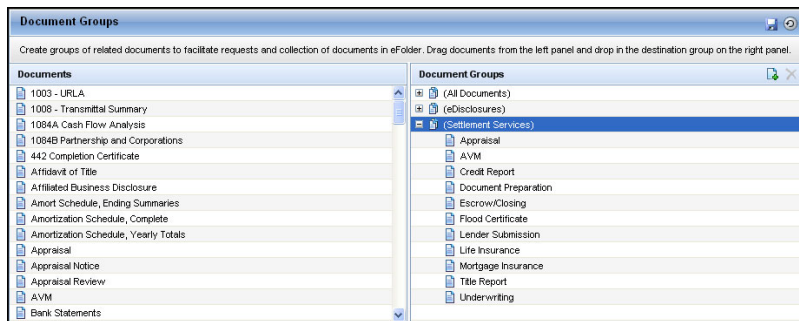 Document Groups
Create groups of related documents to facilitate requests and collection of documents in eFolder. Drag documents from the left panel and drop in the destination group on the right panel.
Documents
1003 - URLA
1008 - Transmittal Summary
1084A Cash Flow Analysis
1084B Partnership and Corporations
442 Completion Certificate
Affidavit of Title
Affiliated Business Disclosure
Amort Schedule, Ending Summaries
Amortization Schedule, Complete
Amortization Schedule, Yearly Totals
Appraisal
Appraisal Notice
Appraisal Review
AVM
Bank Statements
Document Groups
(All Documents)
(eDisclosures)
(Settlement Services)
Appraisal
AVM
Credit Report
Document Preparation
Escrow/Closing
Flood Certificate
Lender Submission
Life Insurance
Mortgage Insurance
Title Report
Underwriting